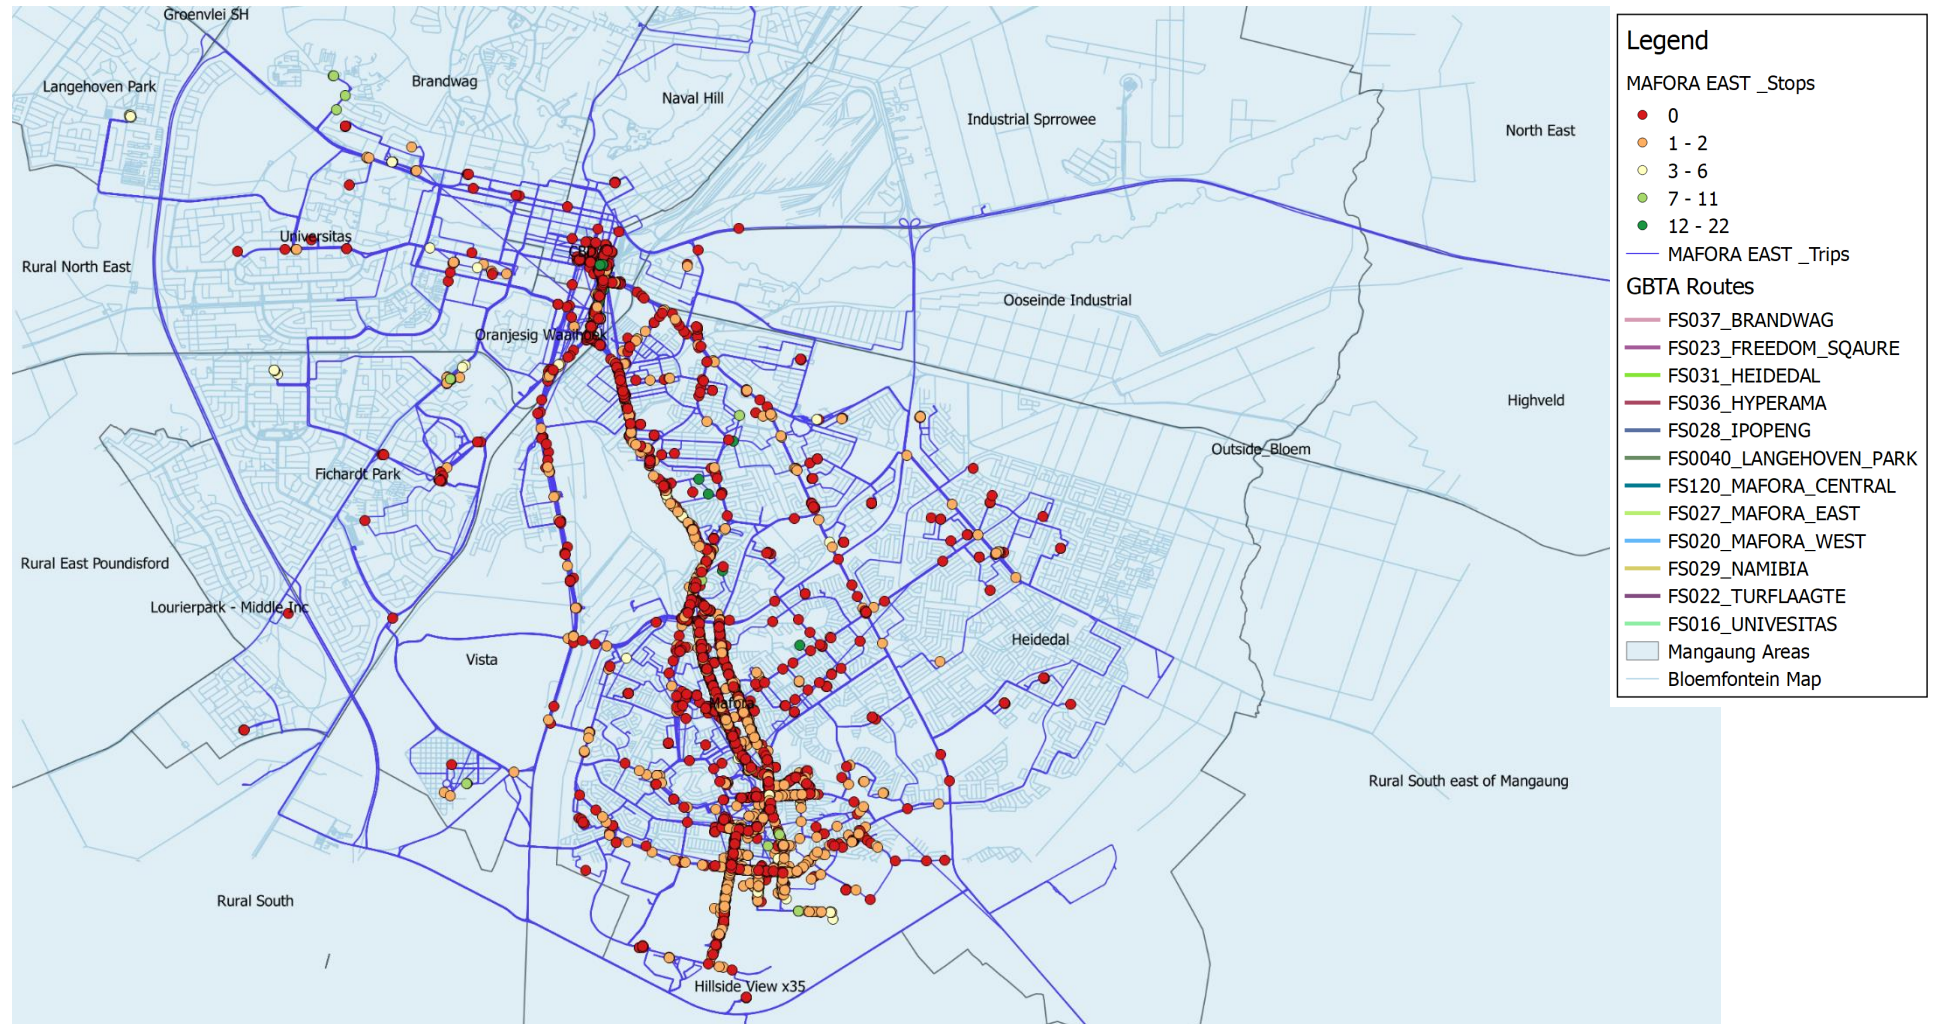 Groenvlei SH
Brandwag
Langehoven Park
Naval Hill
Industial Sprrowee
North East
Universitas
CBD
Rural North East
Ooseinde Industrial
Oranjesig Waaihoek
Highveld
Outside_Bloem
Fichardt Park
Rural East Poundisford
Lourierpark - Middle Inc
Heidedal
Vista
Mafora
Rural South east of Mangaung
Rural South
Hillside View x35
Legend
MAFORA EAST _Stops
0
1 - 2
3 - 6
7 - 11
12 - 22
MAFORA EAST _Trips
GBTA Routes
FS037_BRANDWAG
FS023_FREEDOM_SQAURE
FS031_HEIDEDAL
FS036_HYPERAMA
FS028_IPOPENG
FS0040_LANGEHOVEN_PARK
FS120_MAFORA_CENTRAL
FS027_MAFORA_EAST
FS020_MAFORA_WEST
FS029_NAMIBIA
FS022_TURFLAAGTE
FS016_UNIVESITAS
Mangaung Areas
Bloemfontein Map